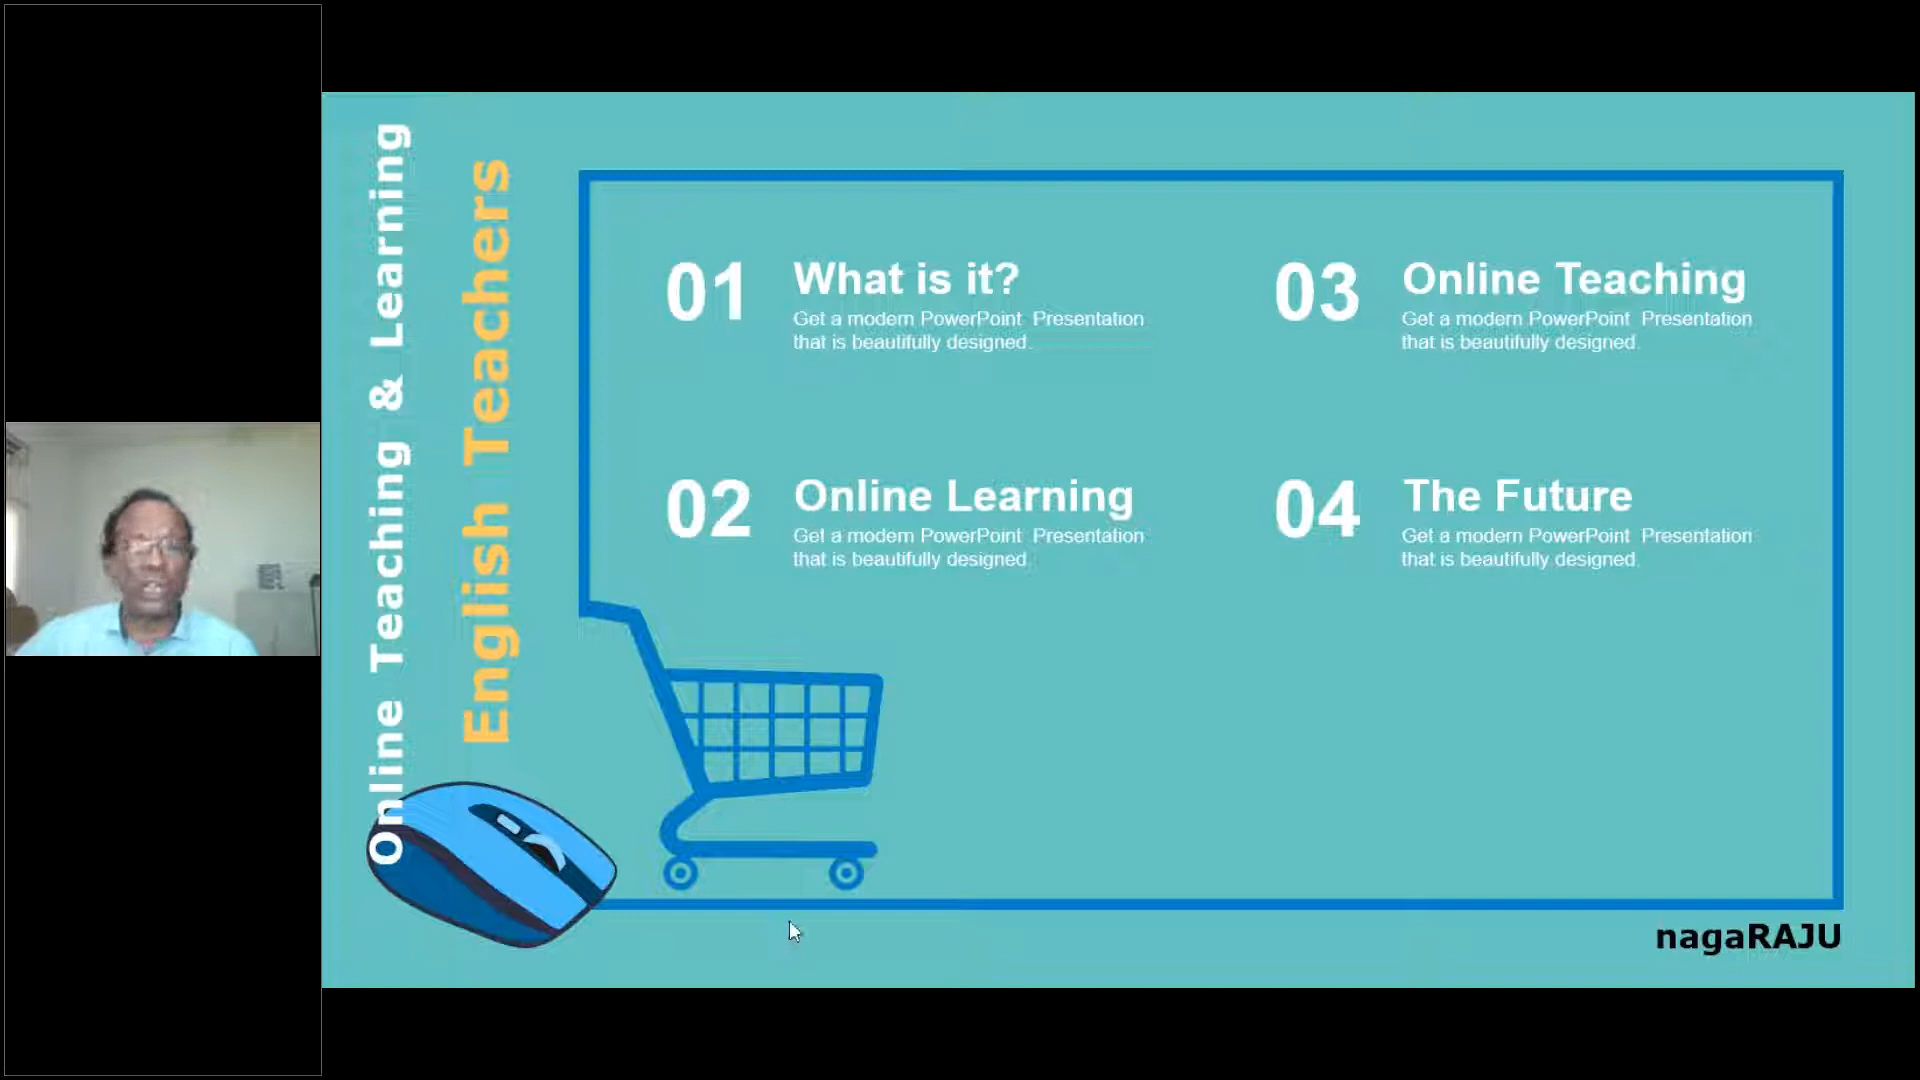 Online Teaching & Learning
English Teachers
01
What is it?
Get a modern PowerPoint Presentation
that is beautifully designed.
02
Online Learning
Get a modern PowerPoint Presentation
that is beautifully designed.
03
Online Teaching
Get a modern PowerPoint Presentation
that is beautifully designed.
04
The Future
Get a modern PowerPoint Presentation
that is beautifully designed.
nagaRAJU